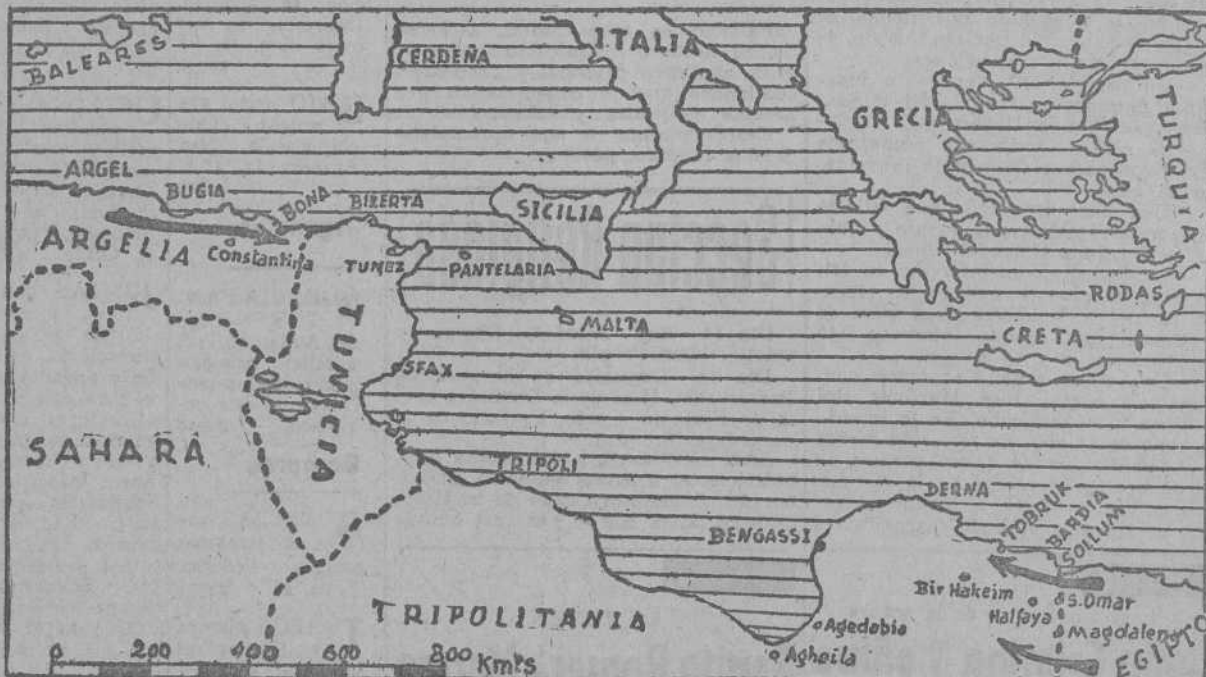 BALEARES
CERDEÑA
ITALIA
GRECIA
TURQUIA
ARGEL
BUGIA
BONA
BIZERTA
SICILIA
ARGELIA
Constantina
TUNEZ
PANTELARIA
RODAS
MALTA
CRETA
TUNICIA
SFAX
SAHARA
TRIPOLI
DERNA
TOBRUK
BARDIA
SOLLUM
BENGASSI
Bir Hakeim
Halfaya
S.Omar
TRIPOLITANIA
Agedabia
Magdalena
EGIPTO
Agheila
0 200 400 600 800 Kmts